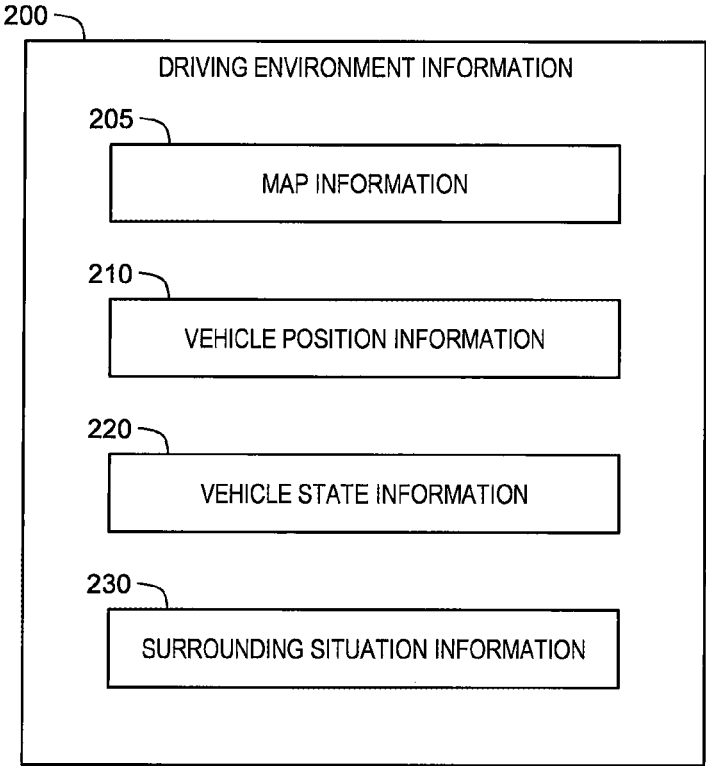 200
DRIVING ENVIRONMENT INFORMATION
205
MAP INFORMATION
210
VEHICLE POSITION INFORMATION
220
VEHICLE STATE INFORMATION
230
SURROUNDING SITUATION INFORMATION